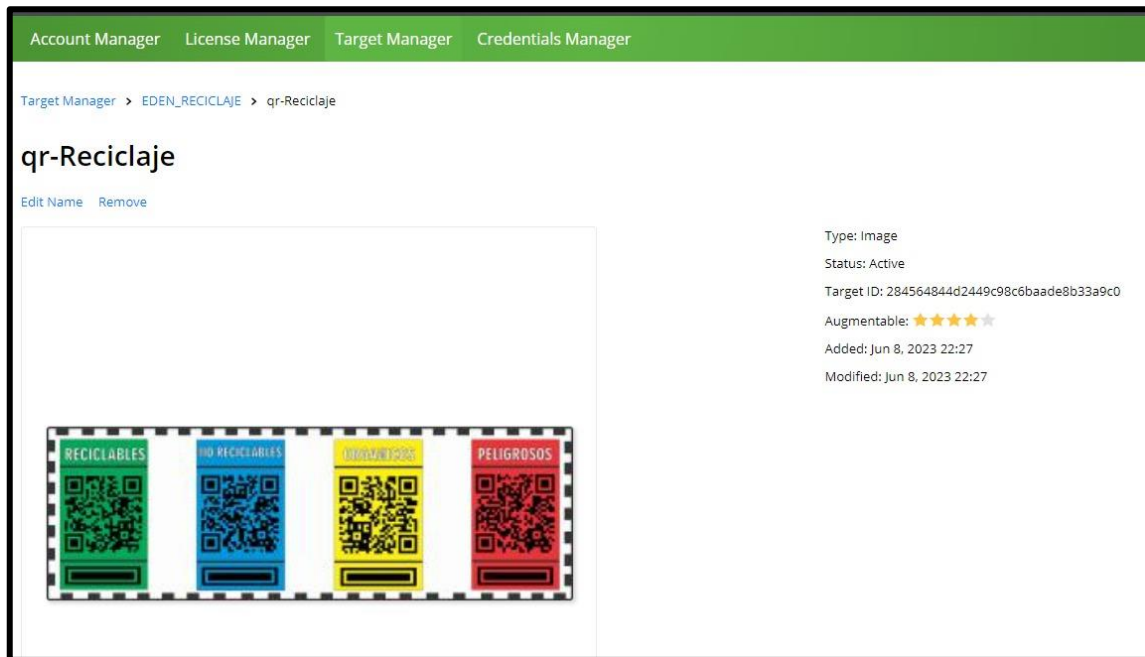 Account Manager License Manager Target Manager Credentials Manager
Target Manager > EDEN_RECICLAJE > qr-Reciclaje
qr-Reciclaje
Edit Name Remove
Type: Image
Status: Active
Target ID: 284564844d2449c98c6baade8b33a9c0
Augmentable:
Added: Jun 8, 2023 22:27
Modified: Jun 8, 2023 22:27
RECICLABLES NO RECICLABLES ORGANICOS PELIGROSOS